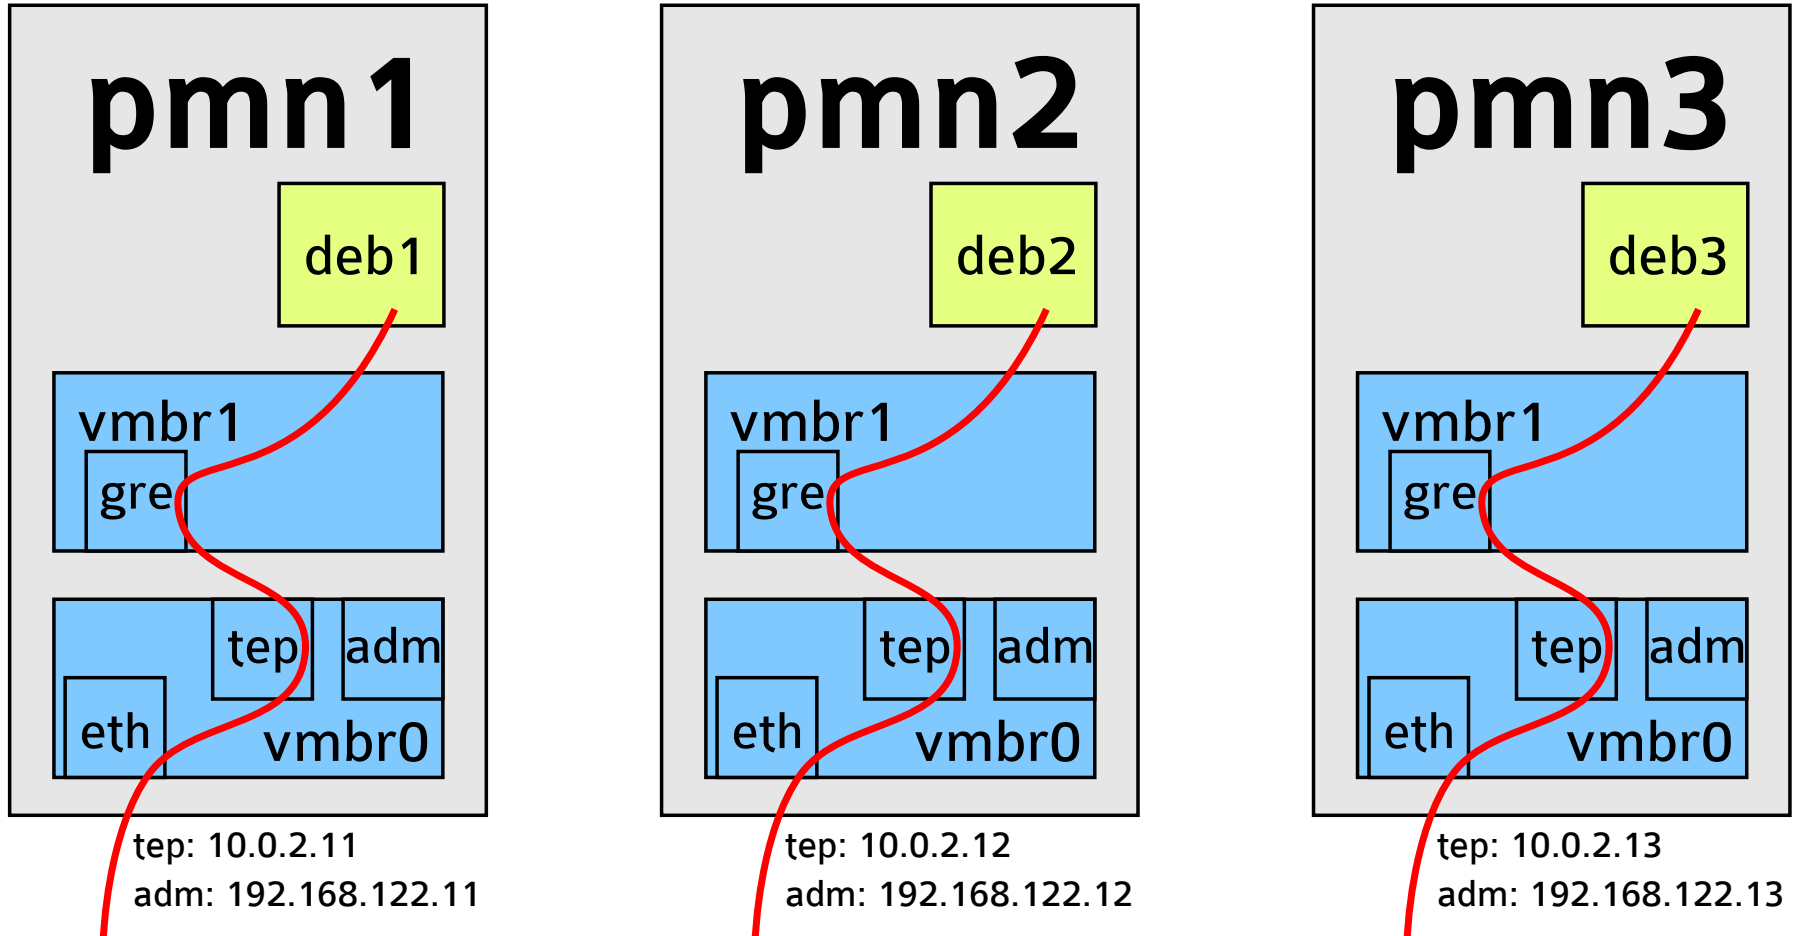 pmn1
deb1
vmbr1
gre
tep
adm
eth
vmbr0
tep: 10.0.2.11
adm: 192.168.122.11
pmn2
deb2
vmbr1
gre
tep
adm
eth
vmbr0
tep: 10.0.2.12
adm: 192.168.122.12
pmn3
deb3
vmbr1
gre
tep
adm
eth
vmbr0
tep: 10.0.2.13
adm: 192.168.122.13